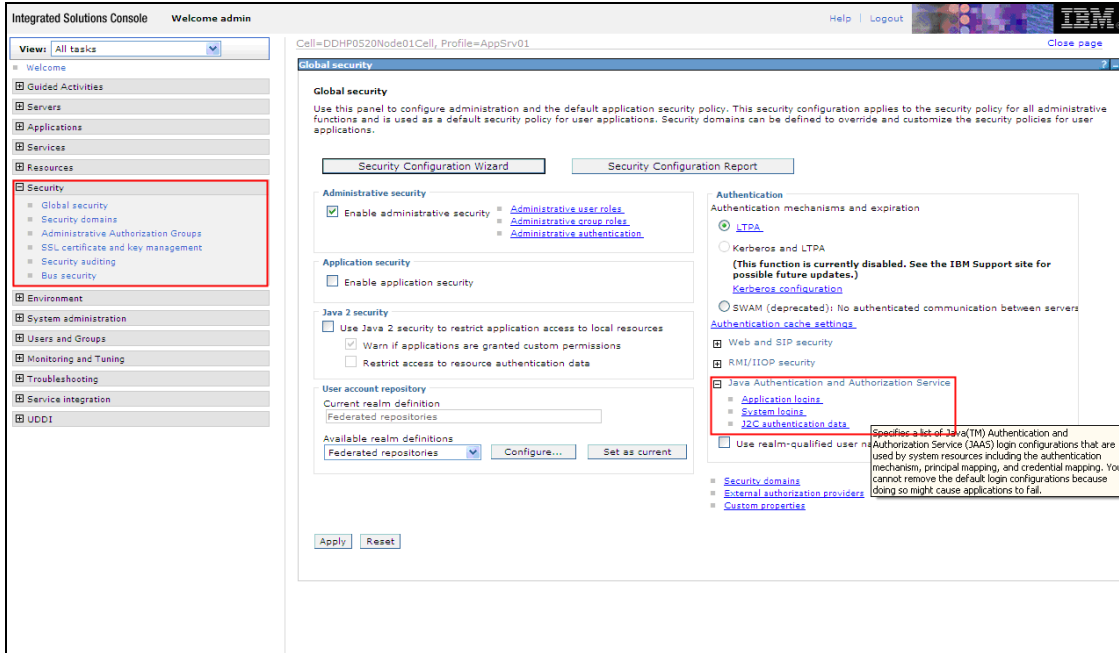 Integrated Solutions Console Welcome admin
Help | Logout
IBM
View: All tasks
Welcome
Guided Activities
Servers
Applications
Services
Resources
Security
Global security
Security domains
Administrative Authorization Groups
SSL certificate and key management
Security auditing
Bus security
Environment
System administration
Users and Groups
Monitoring and Tuning
Troubleshooting
Service integration
UDDI
Cell=DDHP0520Node01Cell, Profile=AppSrv01
Close page
Global security
? –
Global security
Use this panel to configure administration and the default application security policy. This security configuration applies to the security policy for all administrative
functions and is used as a default security policy for user applications. Security domains can be defined to override and customize the security policies for user
applications.
Security Configuration Wizard
Security Configuration Report
Administrative security
Enable administrative security
Administrative user roles
Administrative group roles
Administrative authentication
Application security
Enable application security
Java 2 security
Use Java 2 security to restrict application access to local resources
Warn if applications are granted custom permissions
Restrict access to resource authentication data
User account repository
Current realm definition
Federated repositories
Available realm definitions
Federated repositories
Configure...
Set as current
Apply
Reset
Authentication
Authentication mechanisms and expiration
LTPA
Kerberos and LTPA
(This function is currently disabled. See the IBM Support site for
possible future updates.)
Kerberos configuration
SWAM (deprecated): No authenticated communication between servers
Authentication cache settings
Web and SIP security
RMI/IIOP security
Java Authentication and Authorization Service
Application logins
System logins
J2C authentication data
Use realm-qualified user
Specifies a list of Java(TM) Authentication and
Authorization Service (JAAS) login configurations that are
used by system resources including the authentication
mechanism, principal mapping, and credential mapping. You
cannot remove the default login configurations because
doing so might cause applications to fail.
Security domains
External authorization providers
Custom properties